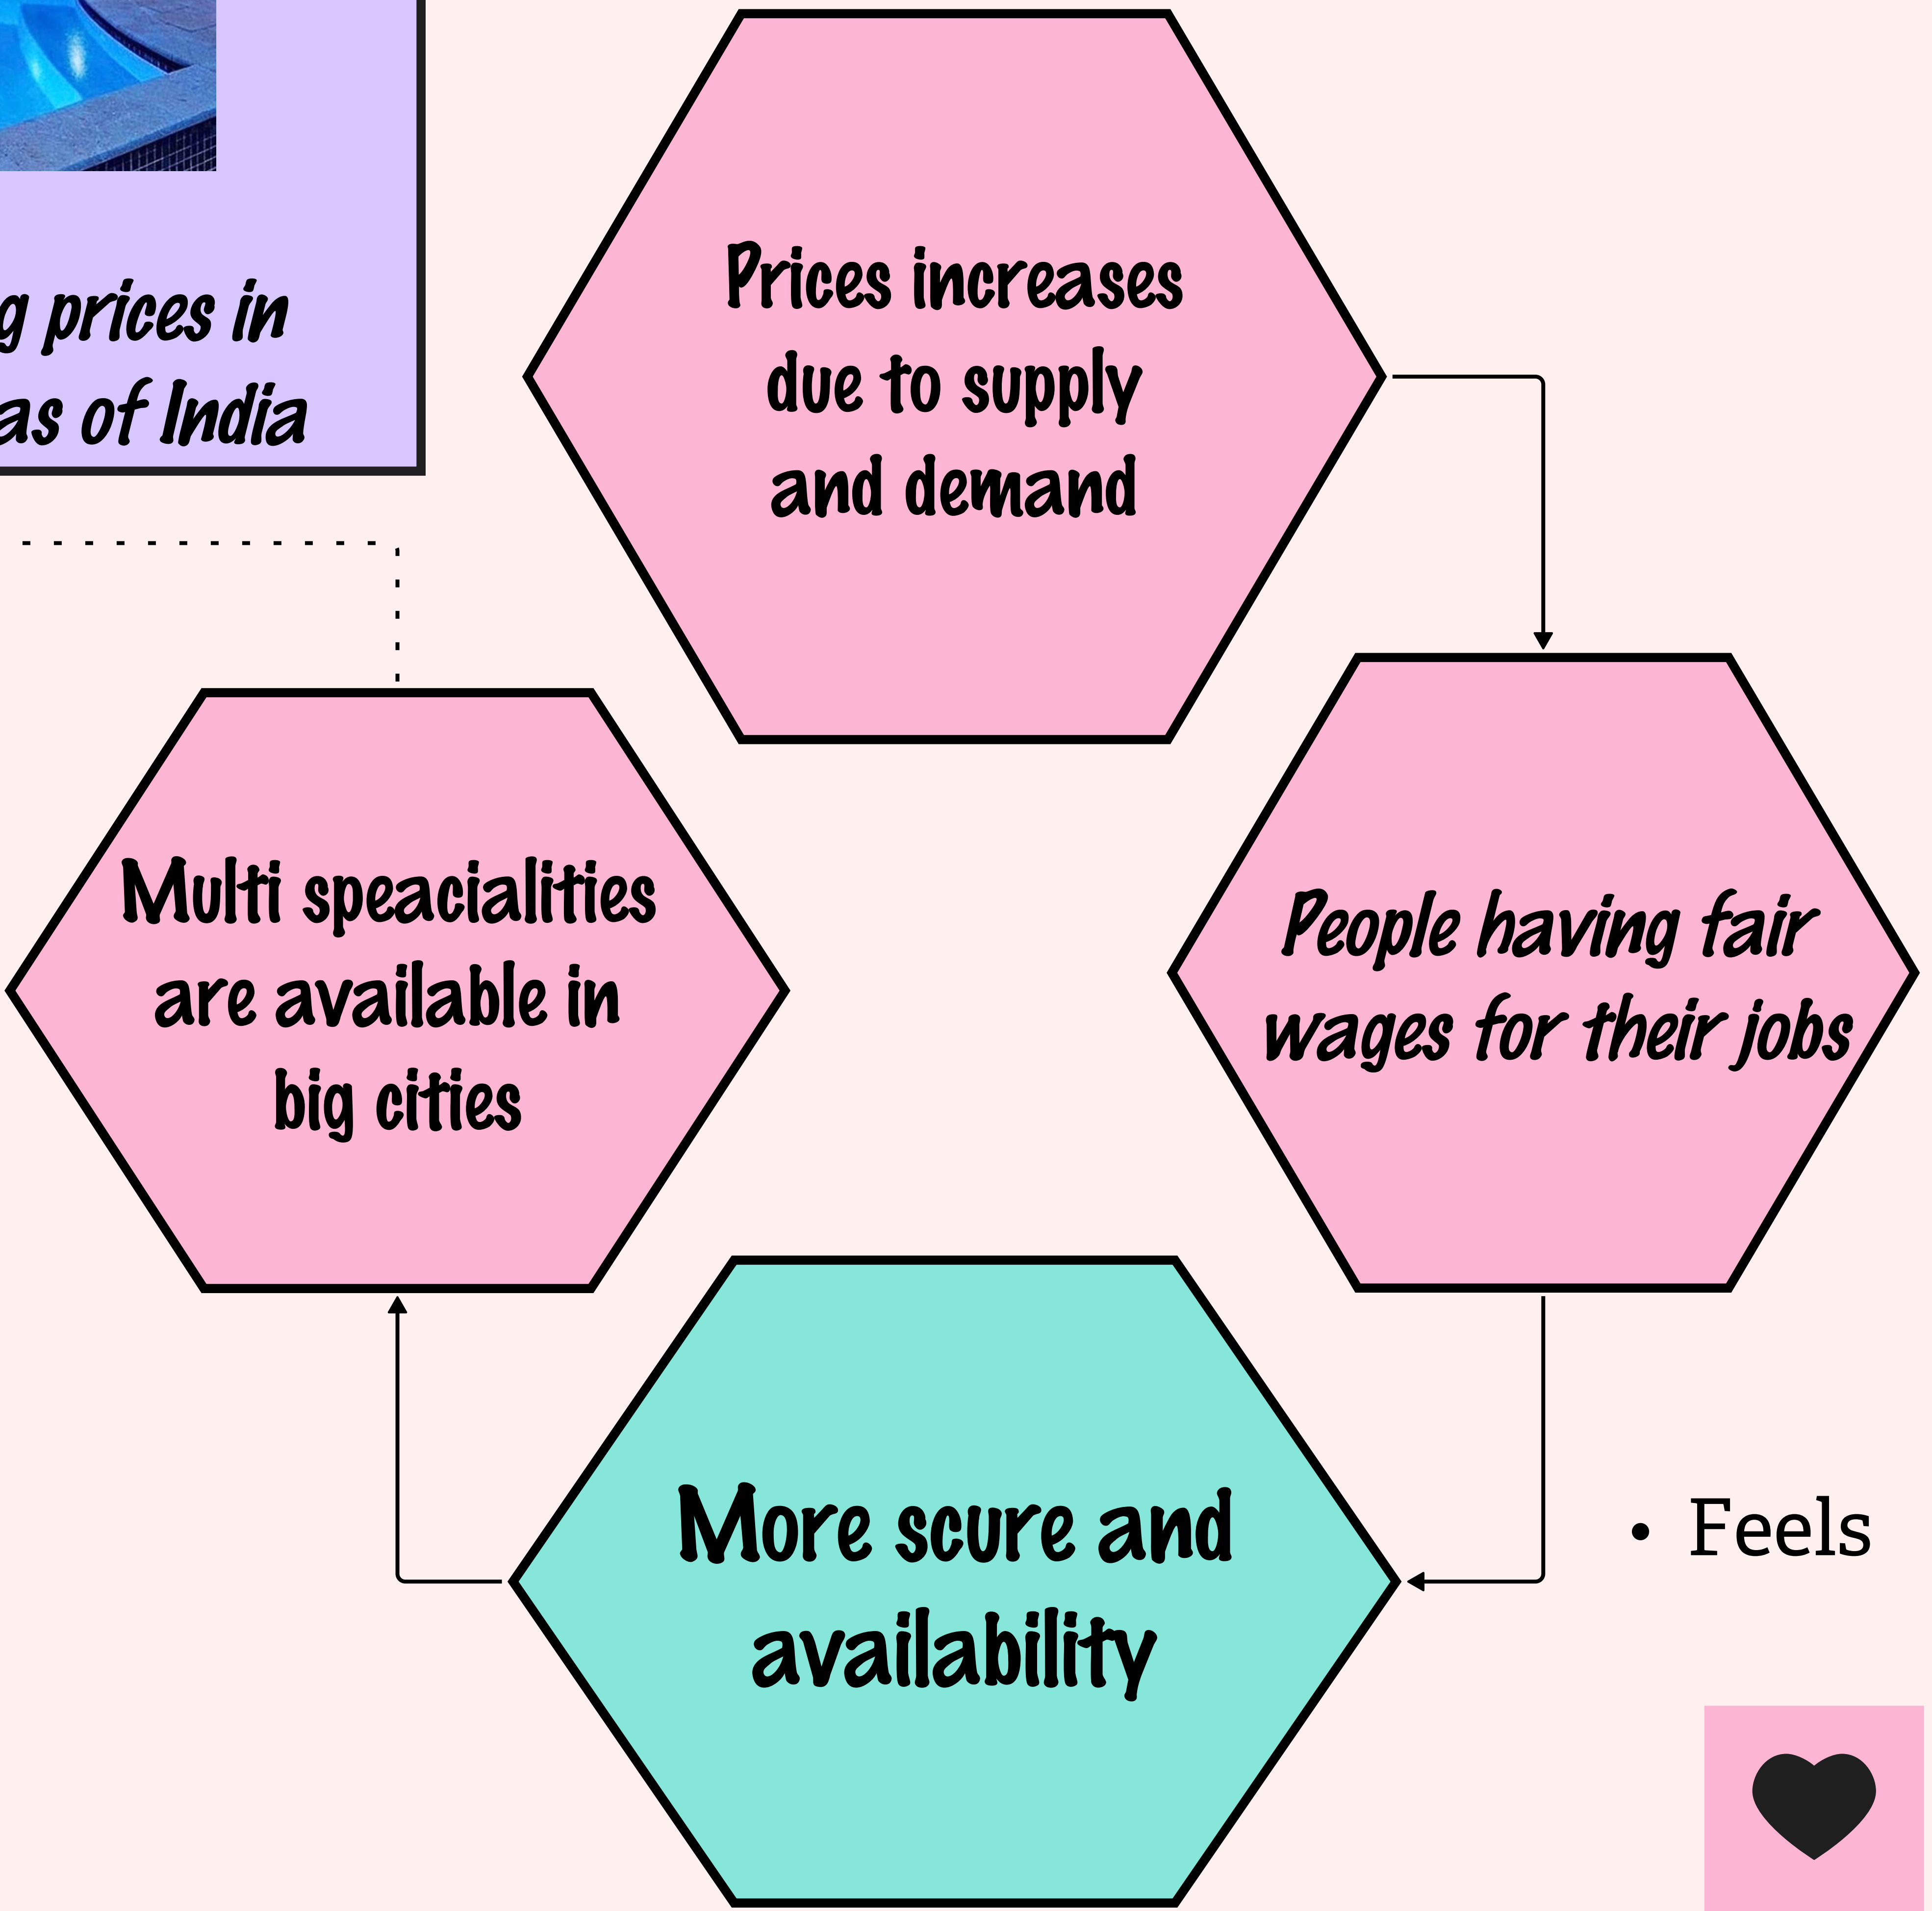 g prices in
as of India
Prices increases
due to supply
and demand
Multi speacialities
are available in
big cities
People having fair
wages for their jobs
More scure and
availability
• Feels